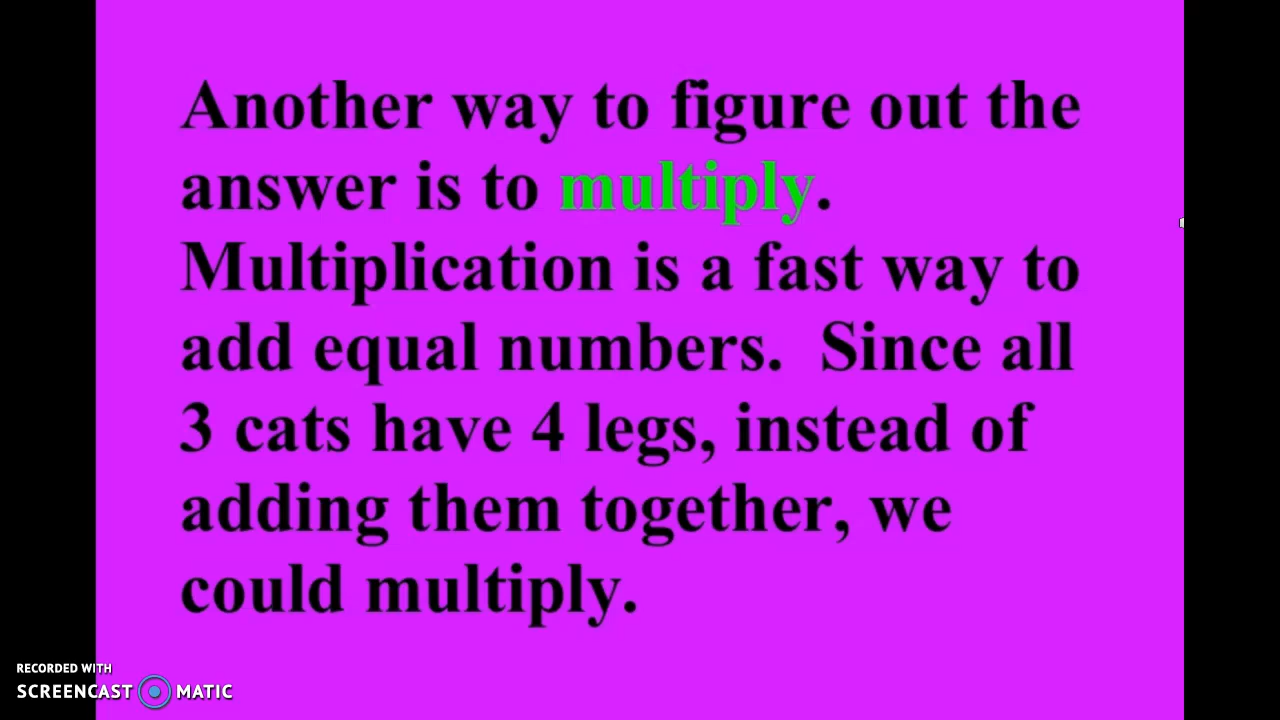 Another way to figure out the
answer is to multiply.
Multiplication is a fast way to
add equal numbers.  Since all
3 cats have 4 legs, instead of
adding them together, we
could multiply.
RECORDED WITH
SCREENCAST MATIC